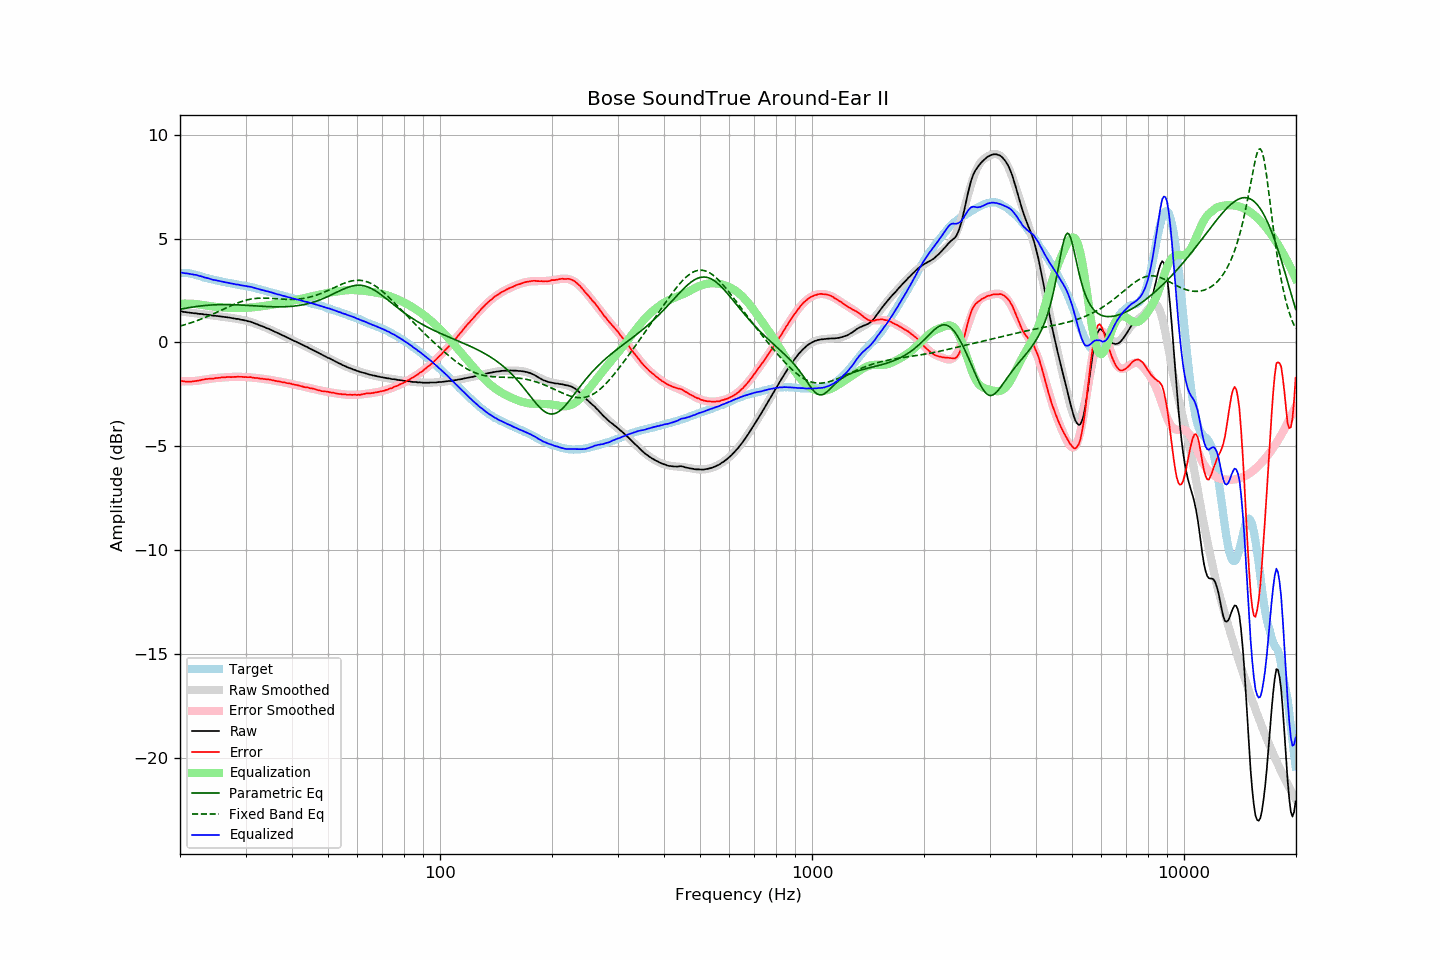 Bose SoundTrue Around-Ear II
10
5
0
−5
−10
−15
−20
Amplitude (dBr)
Target
Raw Smoothed
Error Smoothed
Raw
Error
Equalization
Parametric Eq
Fixed Band Eq
Equalized
100
1000
10000
Frequency (Hz)